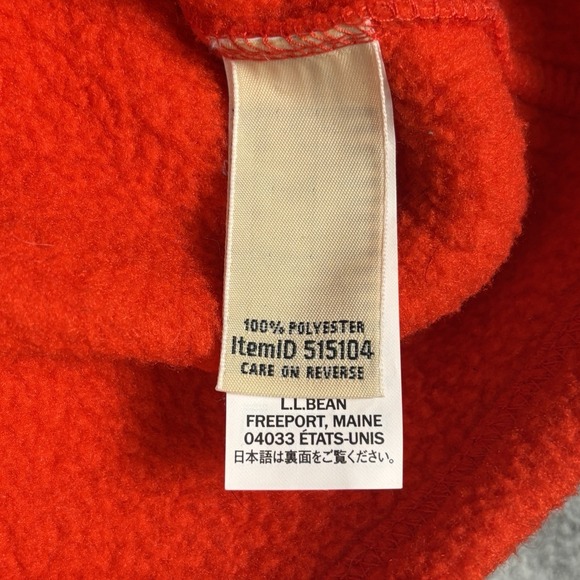 100% POLYESTER
ItemID 515104
CARE ON REVERSE
L.L.BEAN
FREEPORT, MAINE
04033 ÉTATS-UNIS
日本語は裏面をご覧ください。